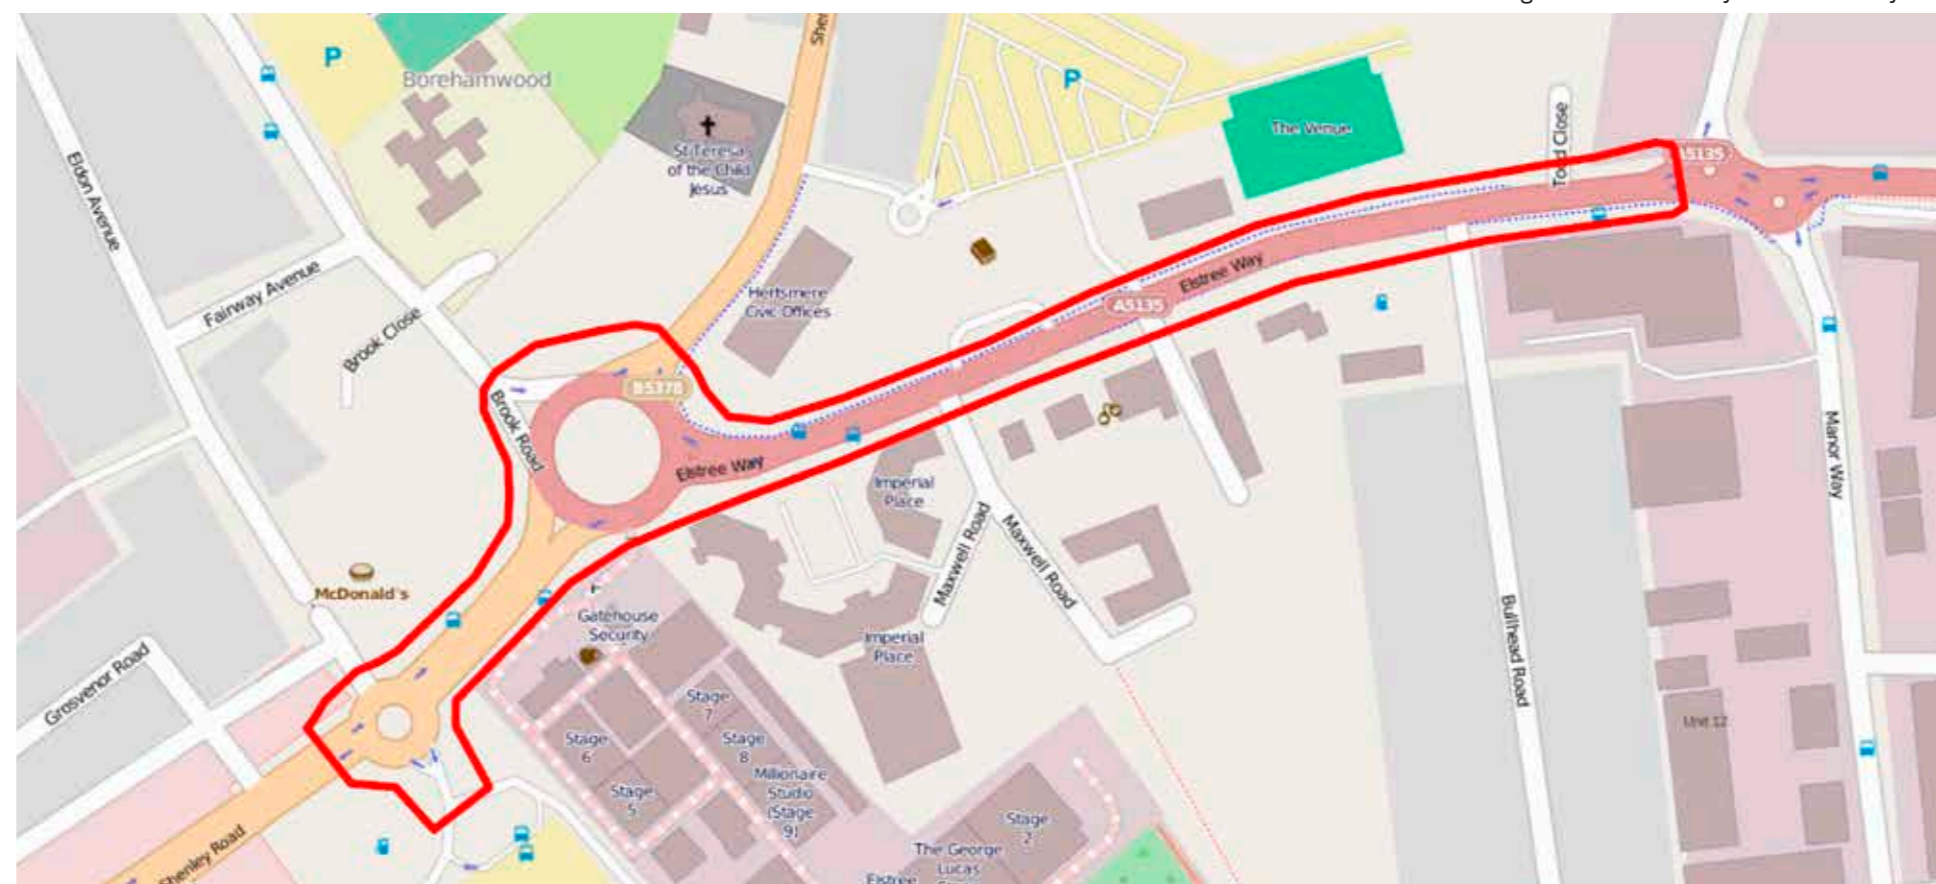 P
Borehamwood
St Teresa
of the Child
Jesus
She
P
The Venue
Todd Close
A5135
Eldon Avenue
Fairway Avenue
Brook Close
Hertsmere
Civic Offices
Elstree Way
A5135
B5378
Brook Road
Elstree Way
Imperial
Place
Maxwell Road
Maxwell Road
Manor Way
McDonald's
Gatehouse
Security
Imperial
Place
Bullhead Road
Grosvenor Road
Stage
7
Stage
6
Stage
8
Stage
5
Millionaire
Studio
(Stage
9)
Unit 12
Stage
2
Shenley Road
The George
Lucas
Elstree